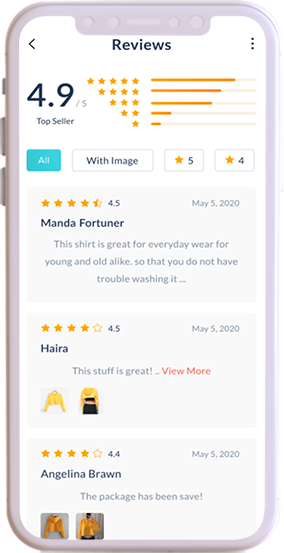 Reviews
4.9 / 5
Top Seller
All
With Image
5
4
4.5 May 5, 2020
Manda Fortuner
This shirt is great for everyday wear for
young and old alike. so that you do not have
trouble washing it ...
4.5 May 5, 2020
Haira
This stuff is great! .. View More
4.4 May 5, 2020
Angelina Brawn
The package has been save!